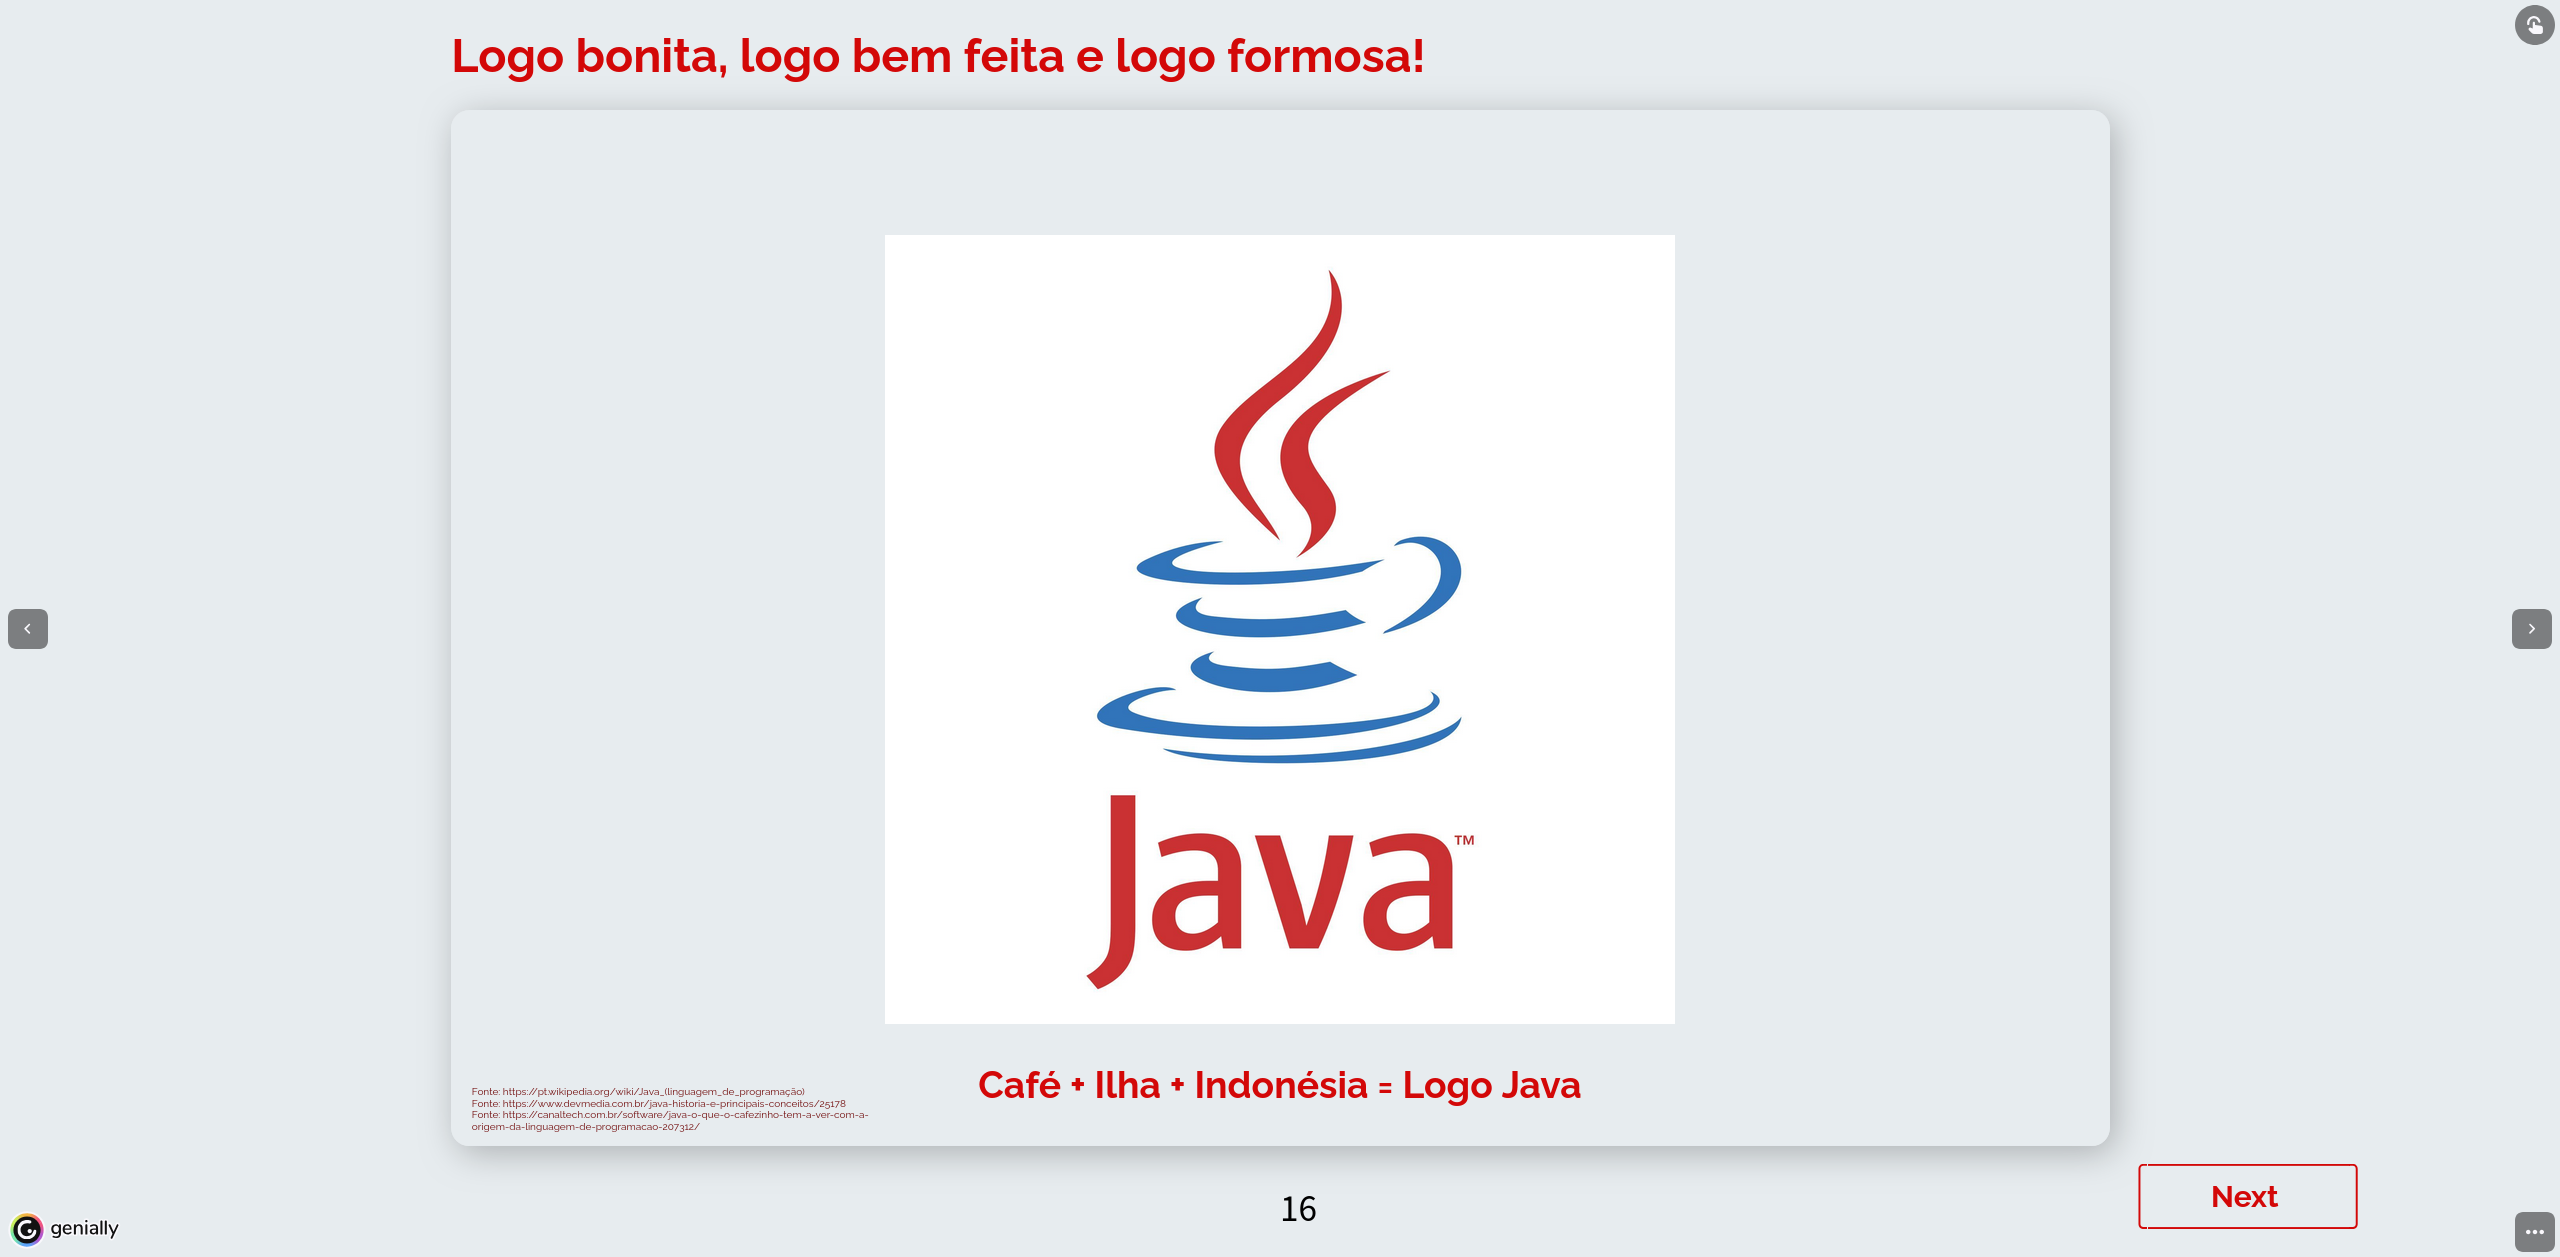 Logo bonita, logo bem feita e logo formosa!
Java™
Café + Ilha + Indonésia = Logo Java
Fonte: https://pt.wikipedia.org/wiki/Java_(linguagem_de_programação)
Fonte: https://www.devmedia.com.br/java-historia-e-principais-conceitos/25178
Fonte: https://canaltech.com.br/software/java-o-que-o-cafezinho-tem-a-ver-com-a-
origem-da-linguagem-de-programacao-207312/
Next
16
genially